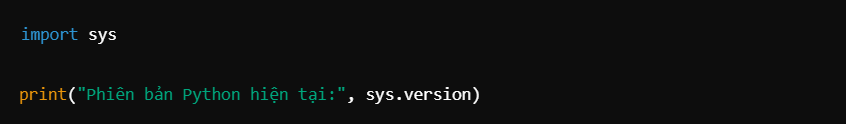 import sys
print("Phiên bản Python hiện tại:", sys.version)